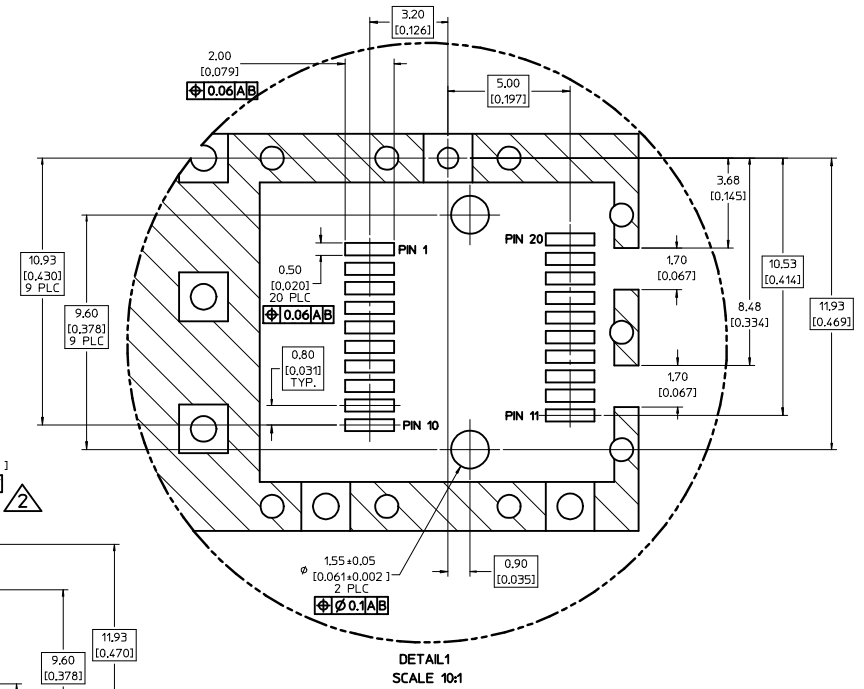 3.20
[0.126]
2.00
[0.079]
⌖ 0.06 A B
5.00
[0.197]
3.68
[0.145]
PIN 1
PIN 20
10.93
[0.430]
9 PLC
0.50
[0.020]
20 PLC
⌖ 0.06 A B
1.70
[0.067]
10.53
[0.414]
9.60
[0.378]
9 PLC
8.48
[0.334]
11.93
[0.469]
0.80
[0.031]
TYP.
1.70
[0.067]
PIN 10
PIN 11
]
2
⌀ 1.55±0.05
[0.061±0.002 ]
2 PLC
⌖ ⌀ 0.1 A B
0.90
[0.035]
11.93
[0.470]
9.60
[0.378]
DETAIL1
SCALE 10:1